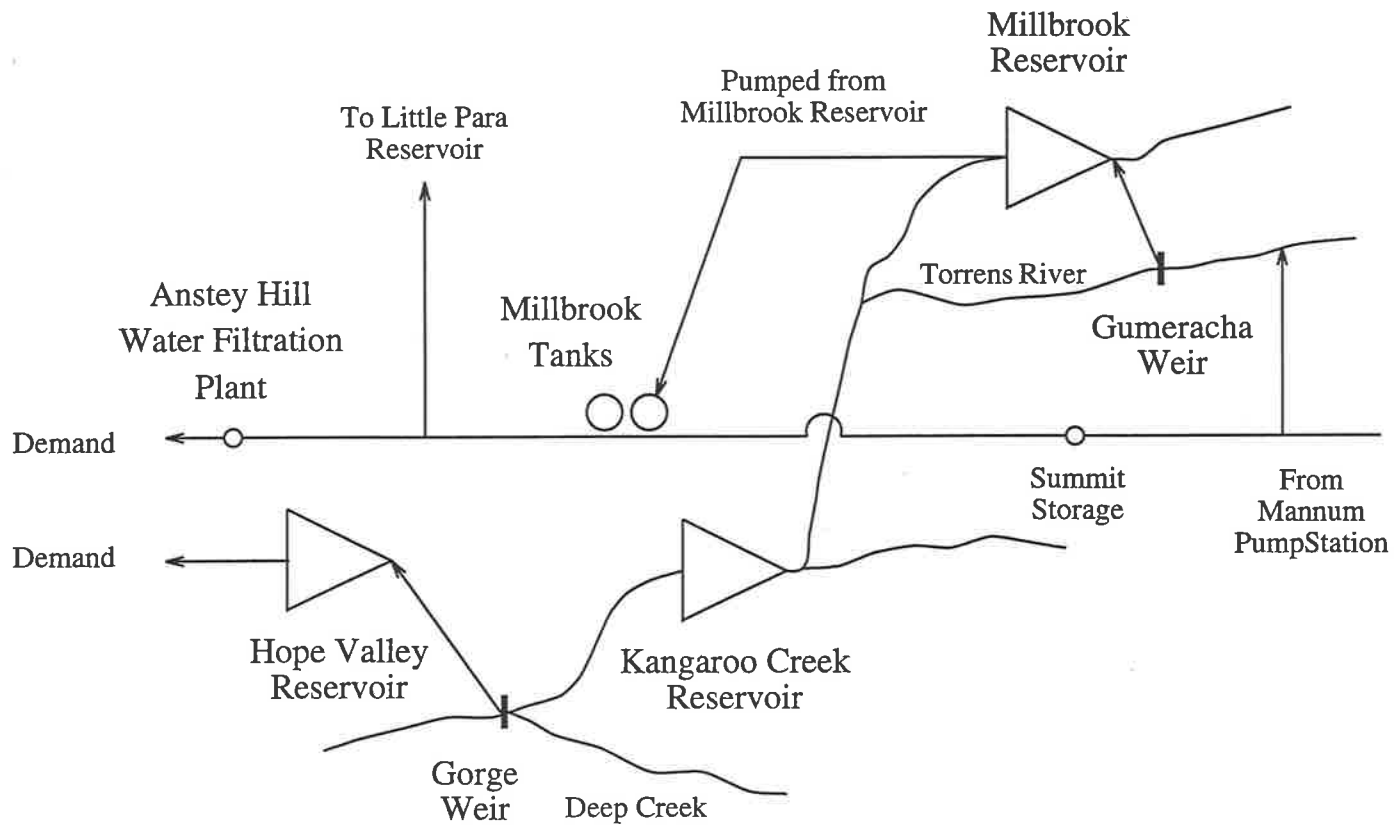 Millbrook
Reservoir
Pumped from
Millbrook Reservoir
To Little Para
Reservoir
Torrens River
Anstey Hill
Water Filtration
Plant
Millbrook
Tanks
Gumeracha
Weir
Demand
Summit
Storage
From
Mannum
PumpStation
Demand
Hope Valley
Reservoir
Kangaroo Creek
Reservoir
Gorge
Weir
Deep Creek